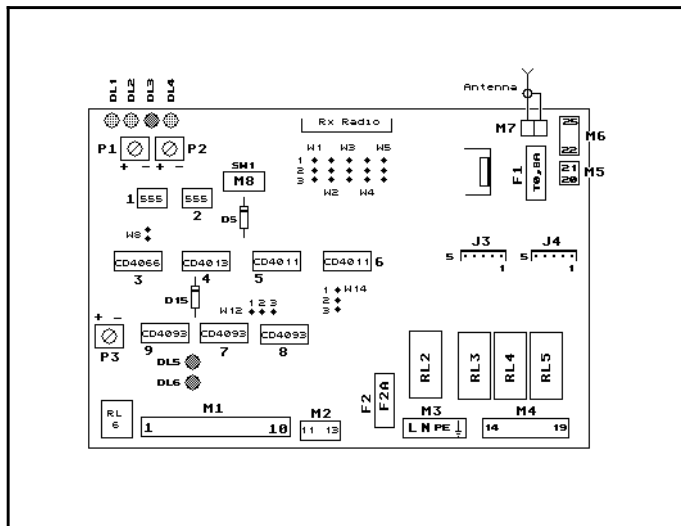 DL1 DL2 DL3 DL4
Antenna
Rx Radio
M7
25
22
M6
P1 P2
+ - + -
W1 W3 W5
1
2
3
W2 W4
SW1
M8
F1
T0,8A
21
20
M5
1 555 555
2
D5
W8
J3 J4
5 1 5 1
CD4066 CD4013 CD4011 CD4011 6
3 4 5
D15
W12 1 2 3
1 W14
2
3
+ -
P3
CD4093 CD4093 CD4093
9 7 8
DL5
DL6
RL2 RL3 RL4 RL5
F2
F2A
RL
6
M1
1 10
M2
11 13
M3
L N PE
M4
14 19